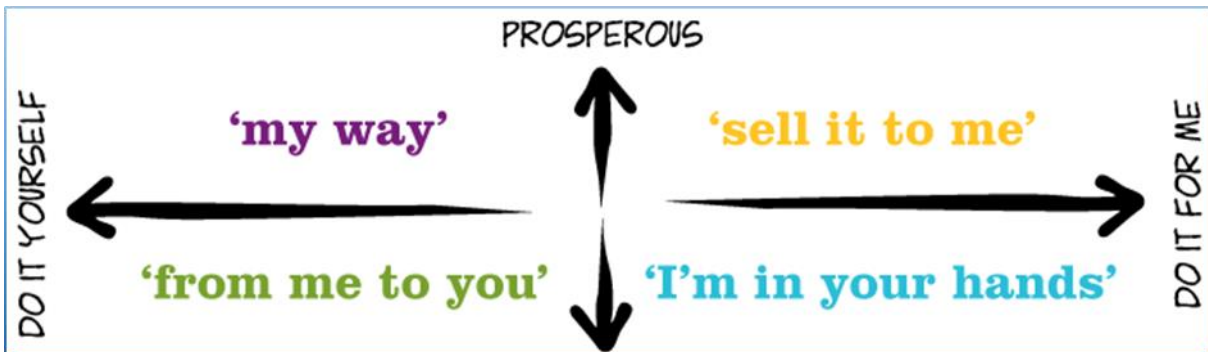 PROSPEROUS
DO IT YOURSELF
‘my way’
‘sell it to me’
DO IT FOR ME
‘from me to you’
‘I’m in your hands’